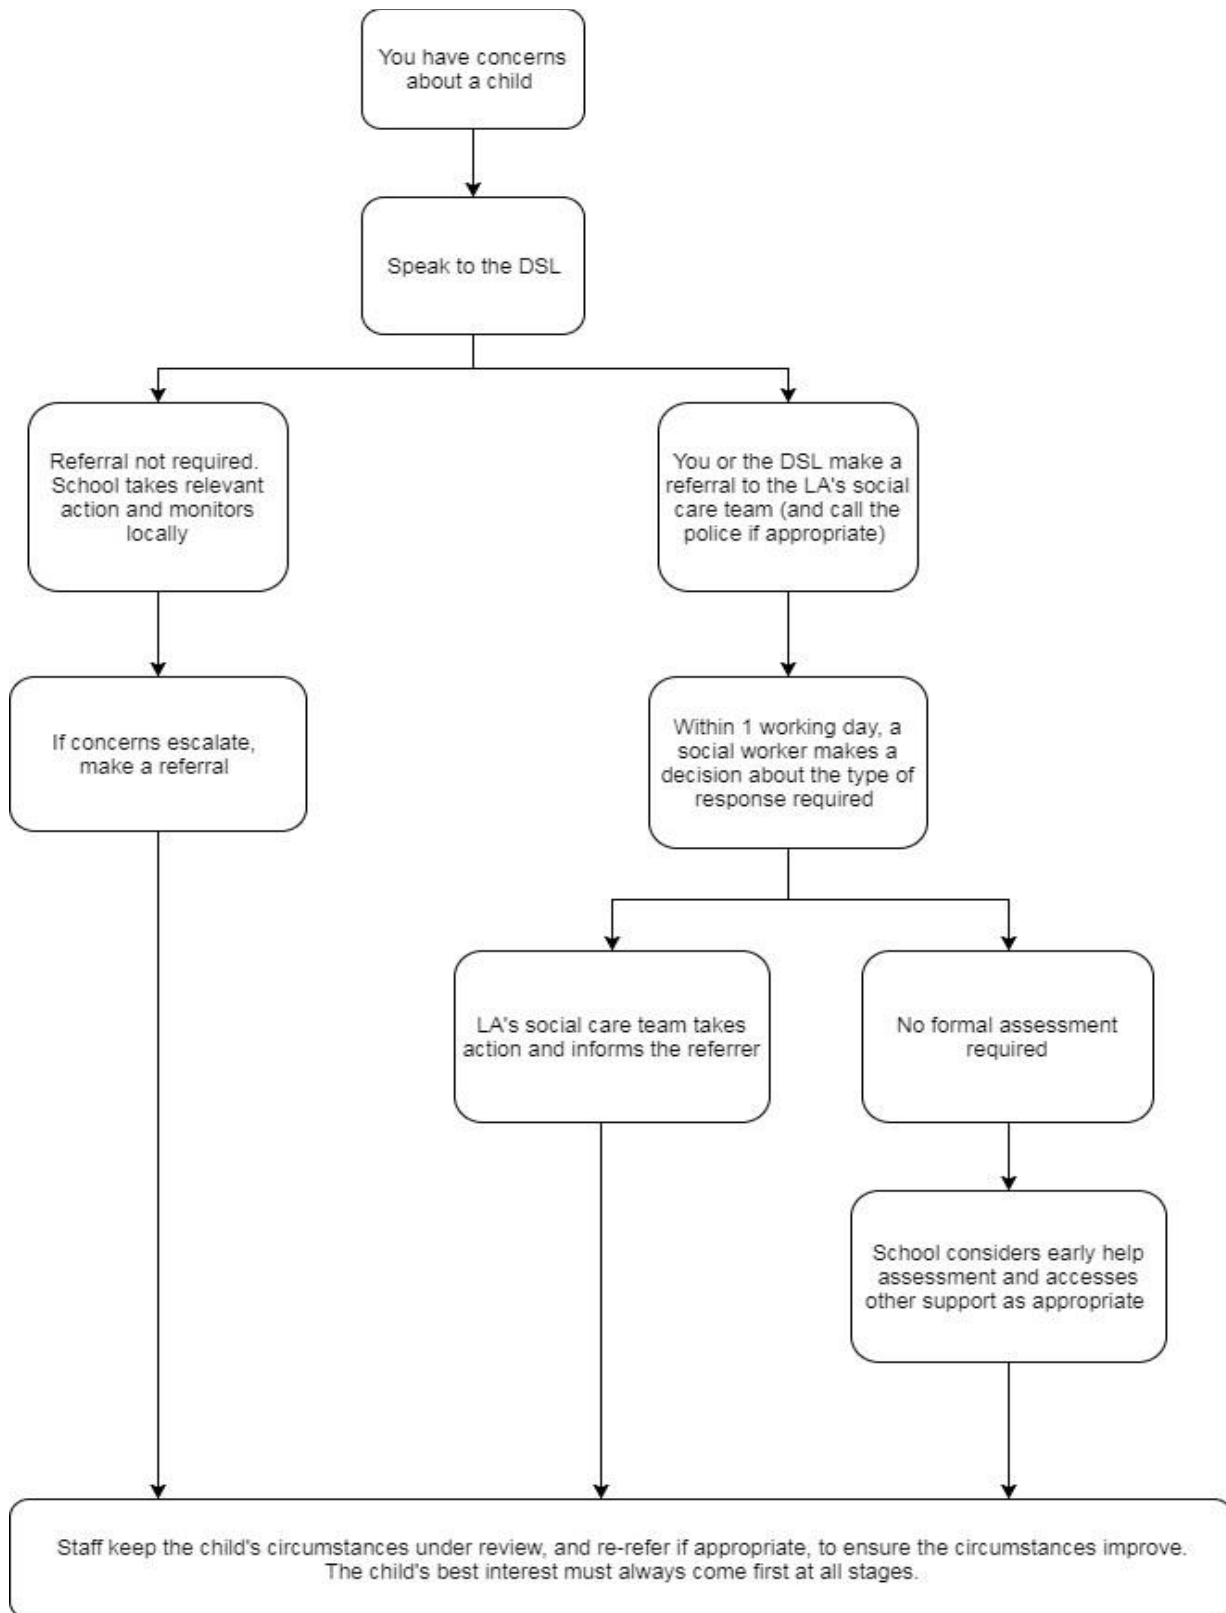 You have concerns
about a child
Speak to the DSL
Referral not required.
School takes relevant
action and monitors
locally
You or the DSL make a
referral to the LA's social
care team (and call the
police if appropriate)
If concerns escalate,
make a referral
Within 1 working day, a
social worker makes a
decision about the type of
response required
LA's social care team takes
action and informs the referrer
No formal assessment
required
School considers early help
assessment and accesses
other support as appropriate
Staff keep the child's circumstances under review, and re-refer if appropriate, to ensure the circumstances improve.
The child's best interest must always come first at all stages.